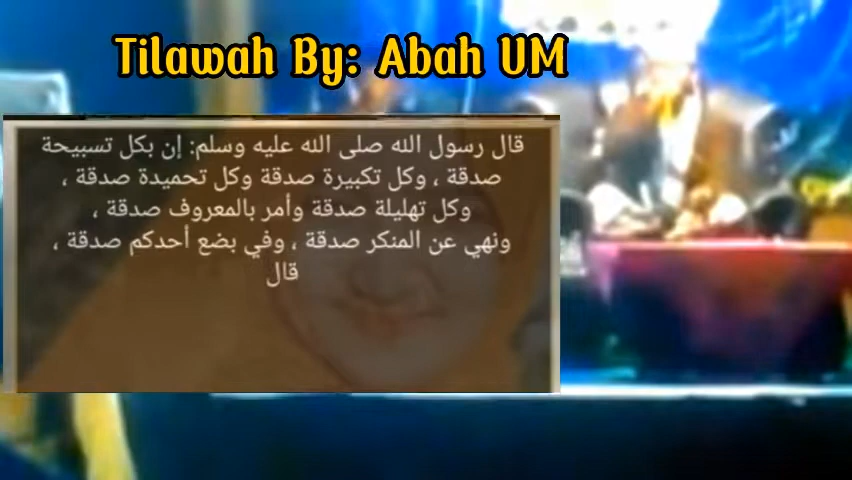 Tilawah By: Abah UM
قال رسول الله صلى الله عليه وسلم: إن بكل تسبيحة
صدقة ، وكل تكبيرة صدقة وكل تحميدة صدقة ،
وكل تهليلة صدقة وأمر بالمعروف صدقة ،
ونهي عن المنكر صدقة ، وفي بضع أحدكم صدقة ،
قال